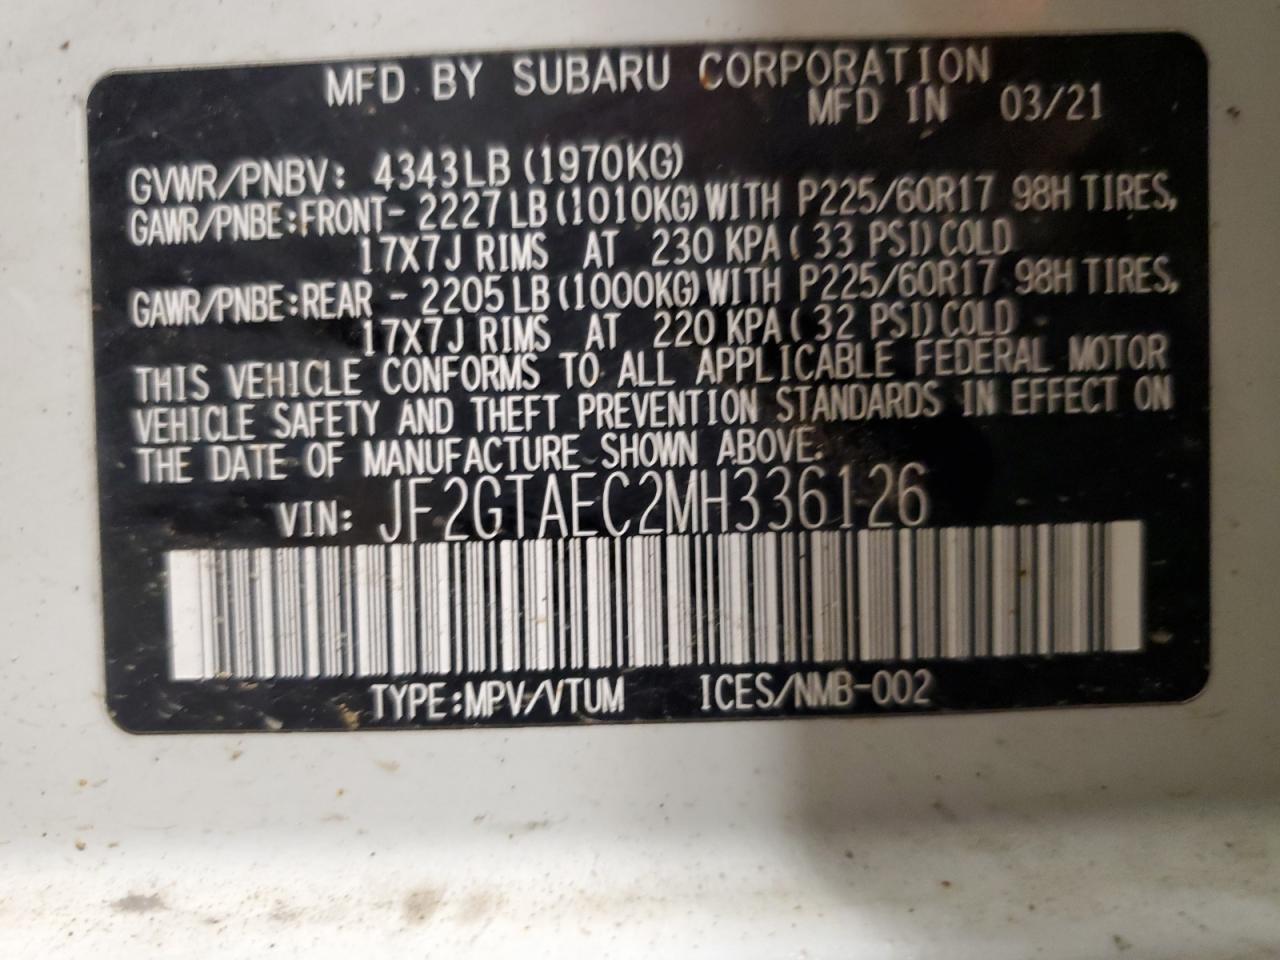 MFD BY SUBARU CORPORATION
MFD IN 03/21
GVWR/PNBV: 4343LB (1970KG)
GAWR/PNBE:FRONT- 2227LB(1010KG)WITH P225/60R17 98H TIRES,
17X7J RIMS AT 230 KPA( 33 PSI)COLD
GAWR/PNBE:REAR - 2205LB(1000KG)WITH P225/60R17 98H TIRES,
17X7J RIMS AT 220 KPA( 32 PSI)COLD
THIS VEHICLE CONFORMS TO ALL APPLICABLE FEDERAL MOTOR
VEHICLE SAFETY AND THEFT PREVENTION STANDARDS IN EFFECT ON
THE DATE OF MANUFACTURE SHOWN ABOVE.
VIN: JF2GTAEC2MH336126
TYPE:MPV/VTUM ICES/NMB-002